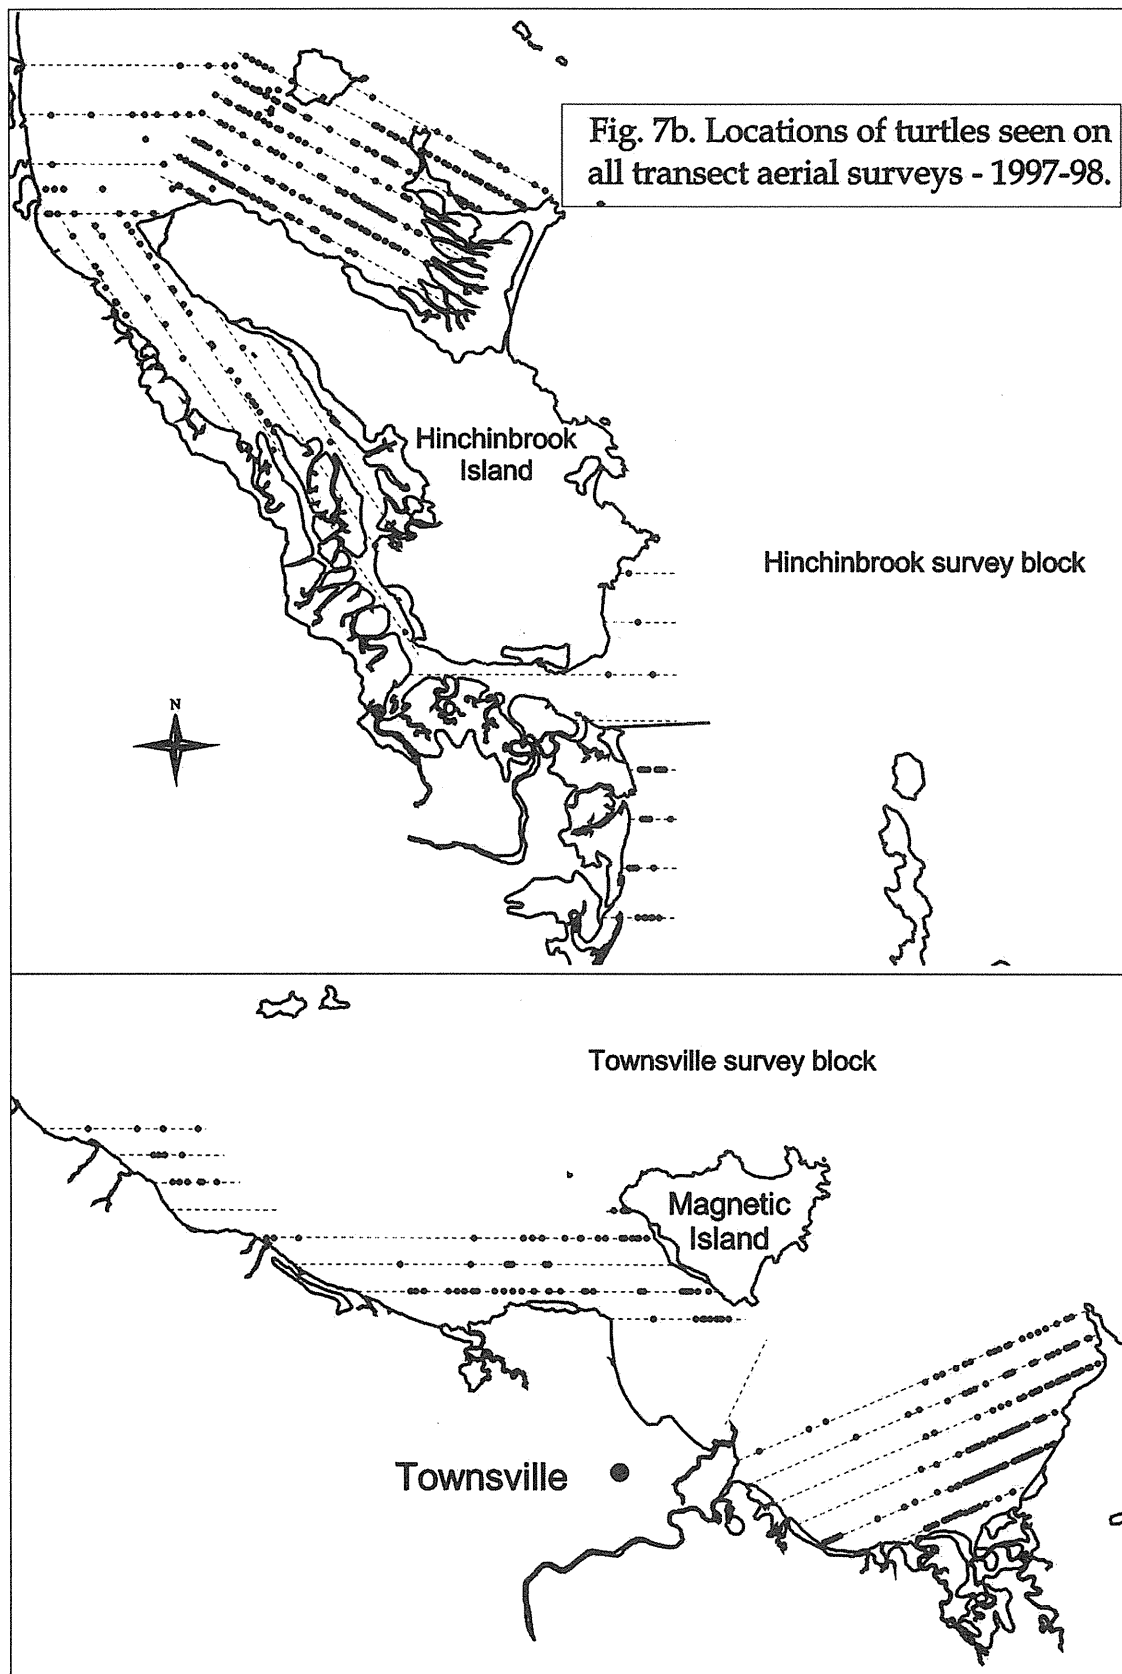 Fig. 7b. Locations of turtles seen on
all transect aerial surveys - 1997-98.
Hinchinbrook
Island
Hinchinbrook survey block
N
Townsville survey block
Magnetic
Island
Townsville